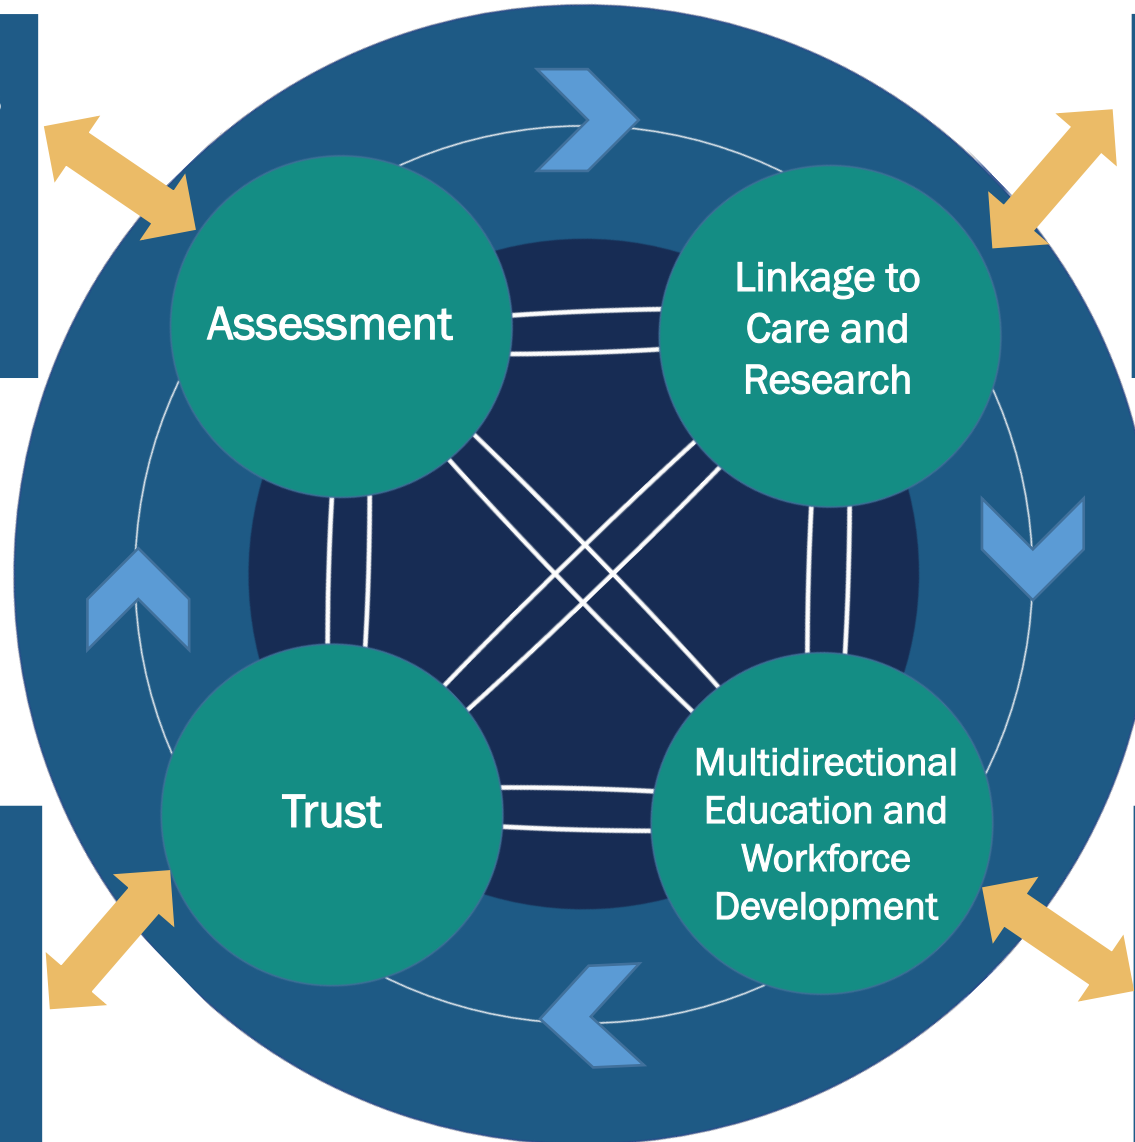 Assessment
Linkage to
Care and
Research
Trust
Multidirectional
Education and
Workforce
Development